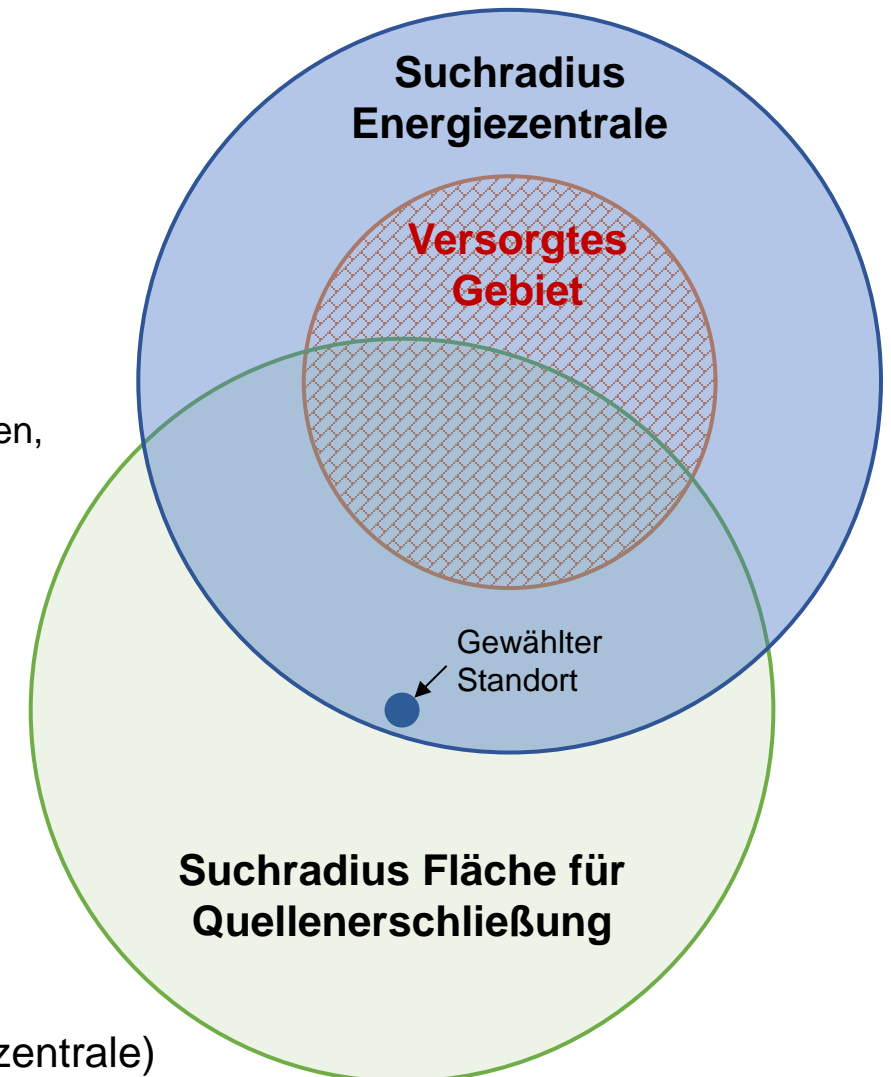 Suchradius
Energiezentrale
Versorgtes
Gebiet
en,
Gewählter
Standort
Suchradius Fläche für
Quellenerschließung
zentrale)